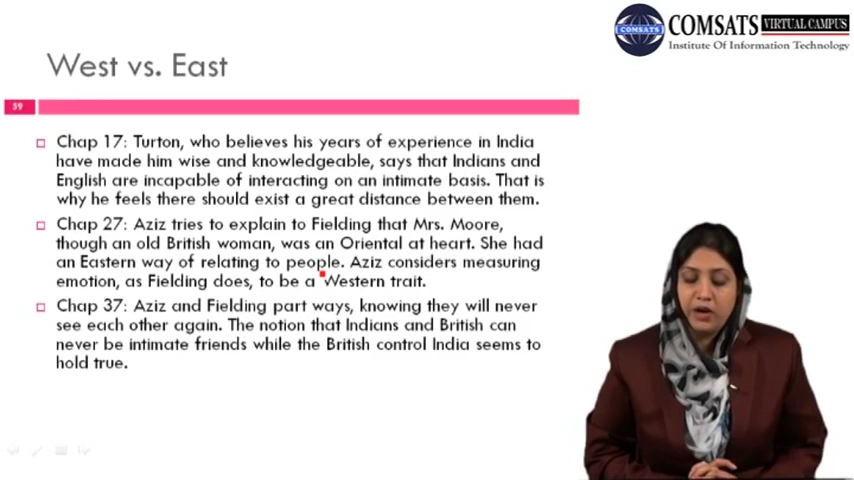 COMSATS VIRTUAL CAMPUS
COMSATS
Institute Of Information Technology
West vs. East
39
Chap 17: Turton, who believes his years of experience in India
have made him wise and knowledgeable, says that Indians and
English are incapable of interacting on an intimate basis. That is
why he feels there should exist a great distance between them.
Chap 27: Aziz tries to explain to Fielding that Mrs. Moore,
though an old British woman, was an Oriental at heart. She had
an Eastern way of relating to people. Aziz considers measuring
emotion, as Fielding does, to be a Western trait.
Chap 37: Aziz and Fielding part ways, knowing they will never
see each other again. The notion that Indians and British can
never be intimate friends while the British control India seems to
hold true.